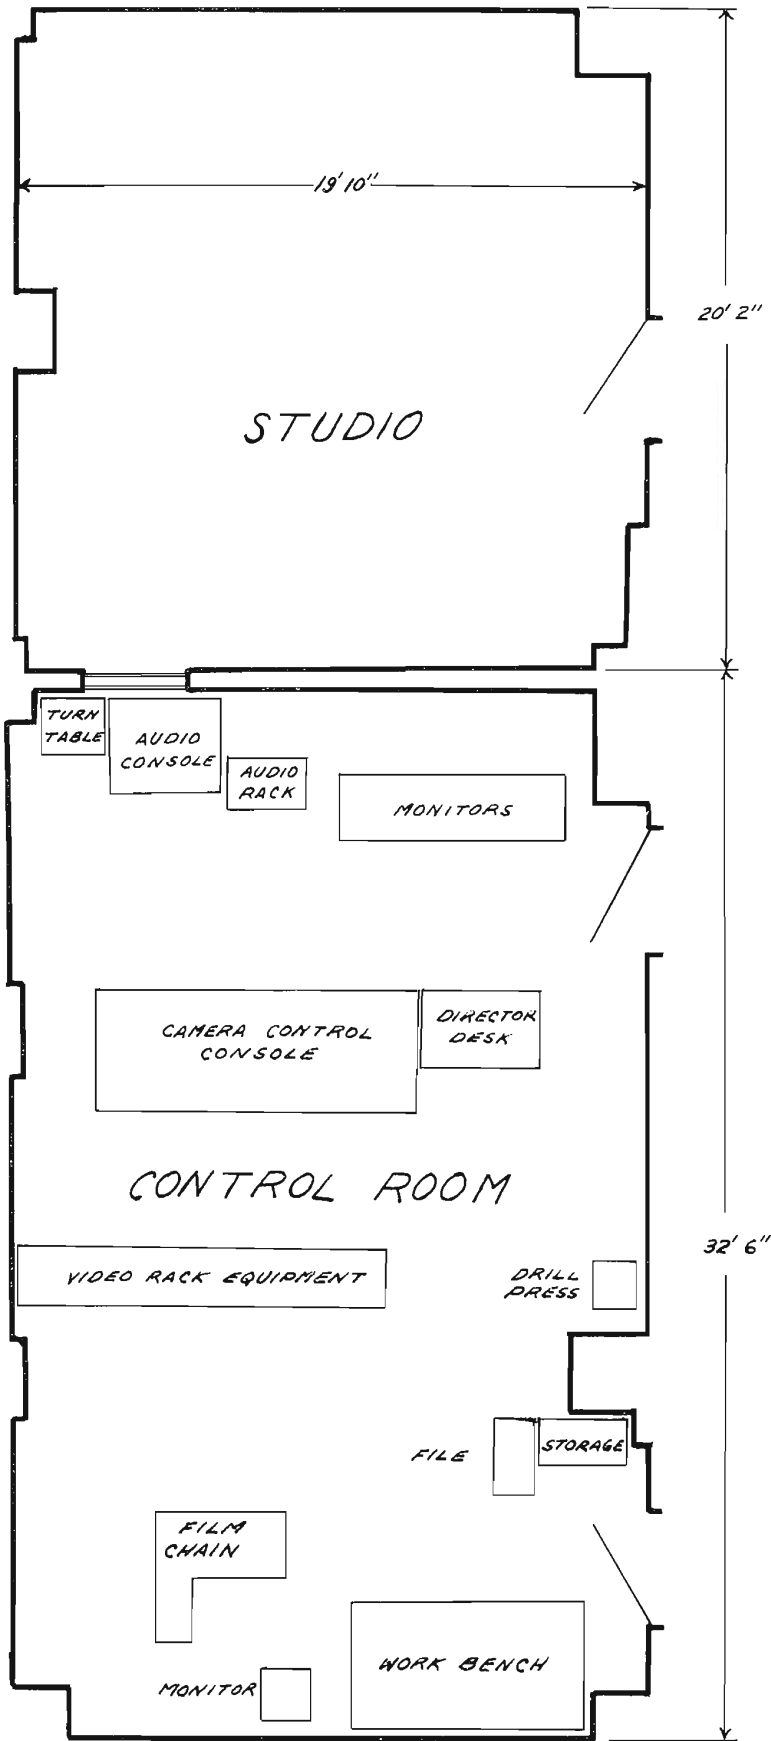 19' 10"
20' 2"
STUDIO
TURN
TABLE
AUDIO
CONSOLE
AUDIO
RACK
MONITORS
CAMERA CONTROL
CONSOLE
DIRECTOR
DESK
CONTROL ROOM
32' 6"
VIDEO RACK EQUIPMENT
DRILL
PRESS
FILE
STORAGE
FILM
CHAIN
WORK BENCH
MONITOR